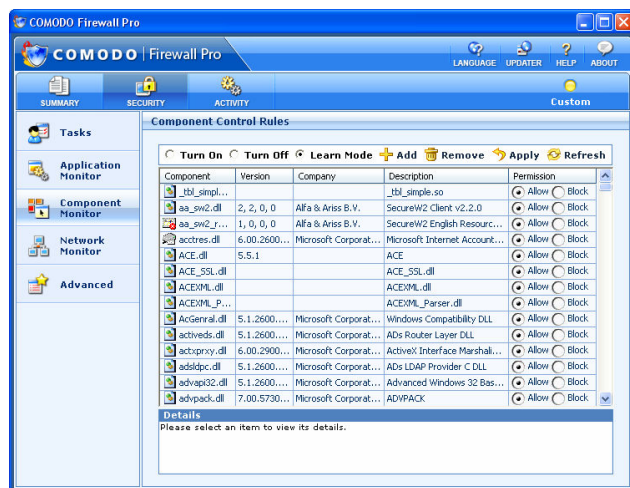 COMODO Firewall Pro
COMODO Firewall Pro
LANGUAGE UPDATER HELP ABOUT
SUMMARY SECURITY ACTIVITY Custom
Tasks
Application Monitor
Component Monitor
Network Monitor
Advanced
Component Control Rules
Turn On Turn Off Learn Mode Add Remove Apply Refresh
Component Version Company Description Permission
_tbl_simpl... _tbl_simple.so Allow Block
aa_sw2.dll 2, 2, 0, 0 Alfa & Ariss B.V. SecureW2 Client v2.2.0 Allow Block
aa_sw2_r... 1, 0, 0, 0 Alfa & Ariss B.V. SecureW2 English Resourc... Allow Block
acctres.dll 6.00.2600... Microsoft Corporat... Microsoft Internet Account... Allow Block
ACE.dll 5.5.1 ACE Allow Block
ACE_SSL.dll ACE_SSL.dll Allow Block
ACEXML.dll ACEXML.dll Allow Block
ACEXML_P... ACEXML_Parser.dll Allow Block
AcGenral.dll 5.1.2600.... Microsoft Corporat... Windows Compatibility DLL Allow Block
activeds.dll 5.1.2600.... Microsoft Corporat... ADs Router Layer DLL Allow Block
actxprxy.dll 6.00.2900... Microsoft Corporat... ActiveX Interface Marshali... Allow Block
adsldpc.dll 5.1.2600.... Microsoft Corporat... ADs LDAP Provider C DLL Allow Block
advapi32.dll 5.1.2600.... Microsoft Corporat... Advanced Windows 32 Bas... Allow Block
advpack.dll 7.00.5730... Microsoft Corporat... ADVPACK Allow Block
Details
Please select an item to view its details.